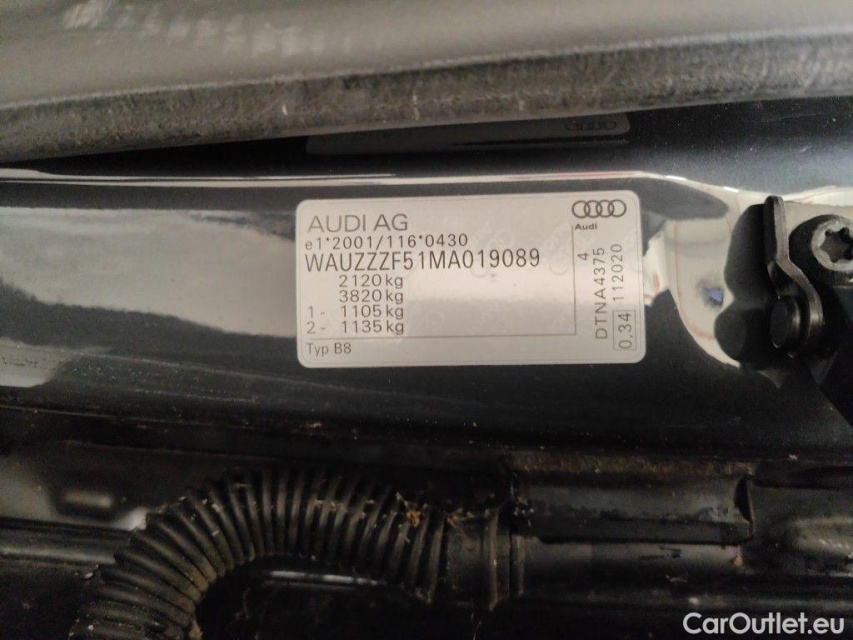 AUDI AG
e1*2001/116*0430
WAUZZZF51MA019089
2120kg
3820kg
1- 1105kg
2- 1135kg
Typ B8
Audi
4
DTNA4375
0,34 112020
CarOutlet.eu